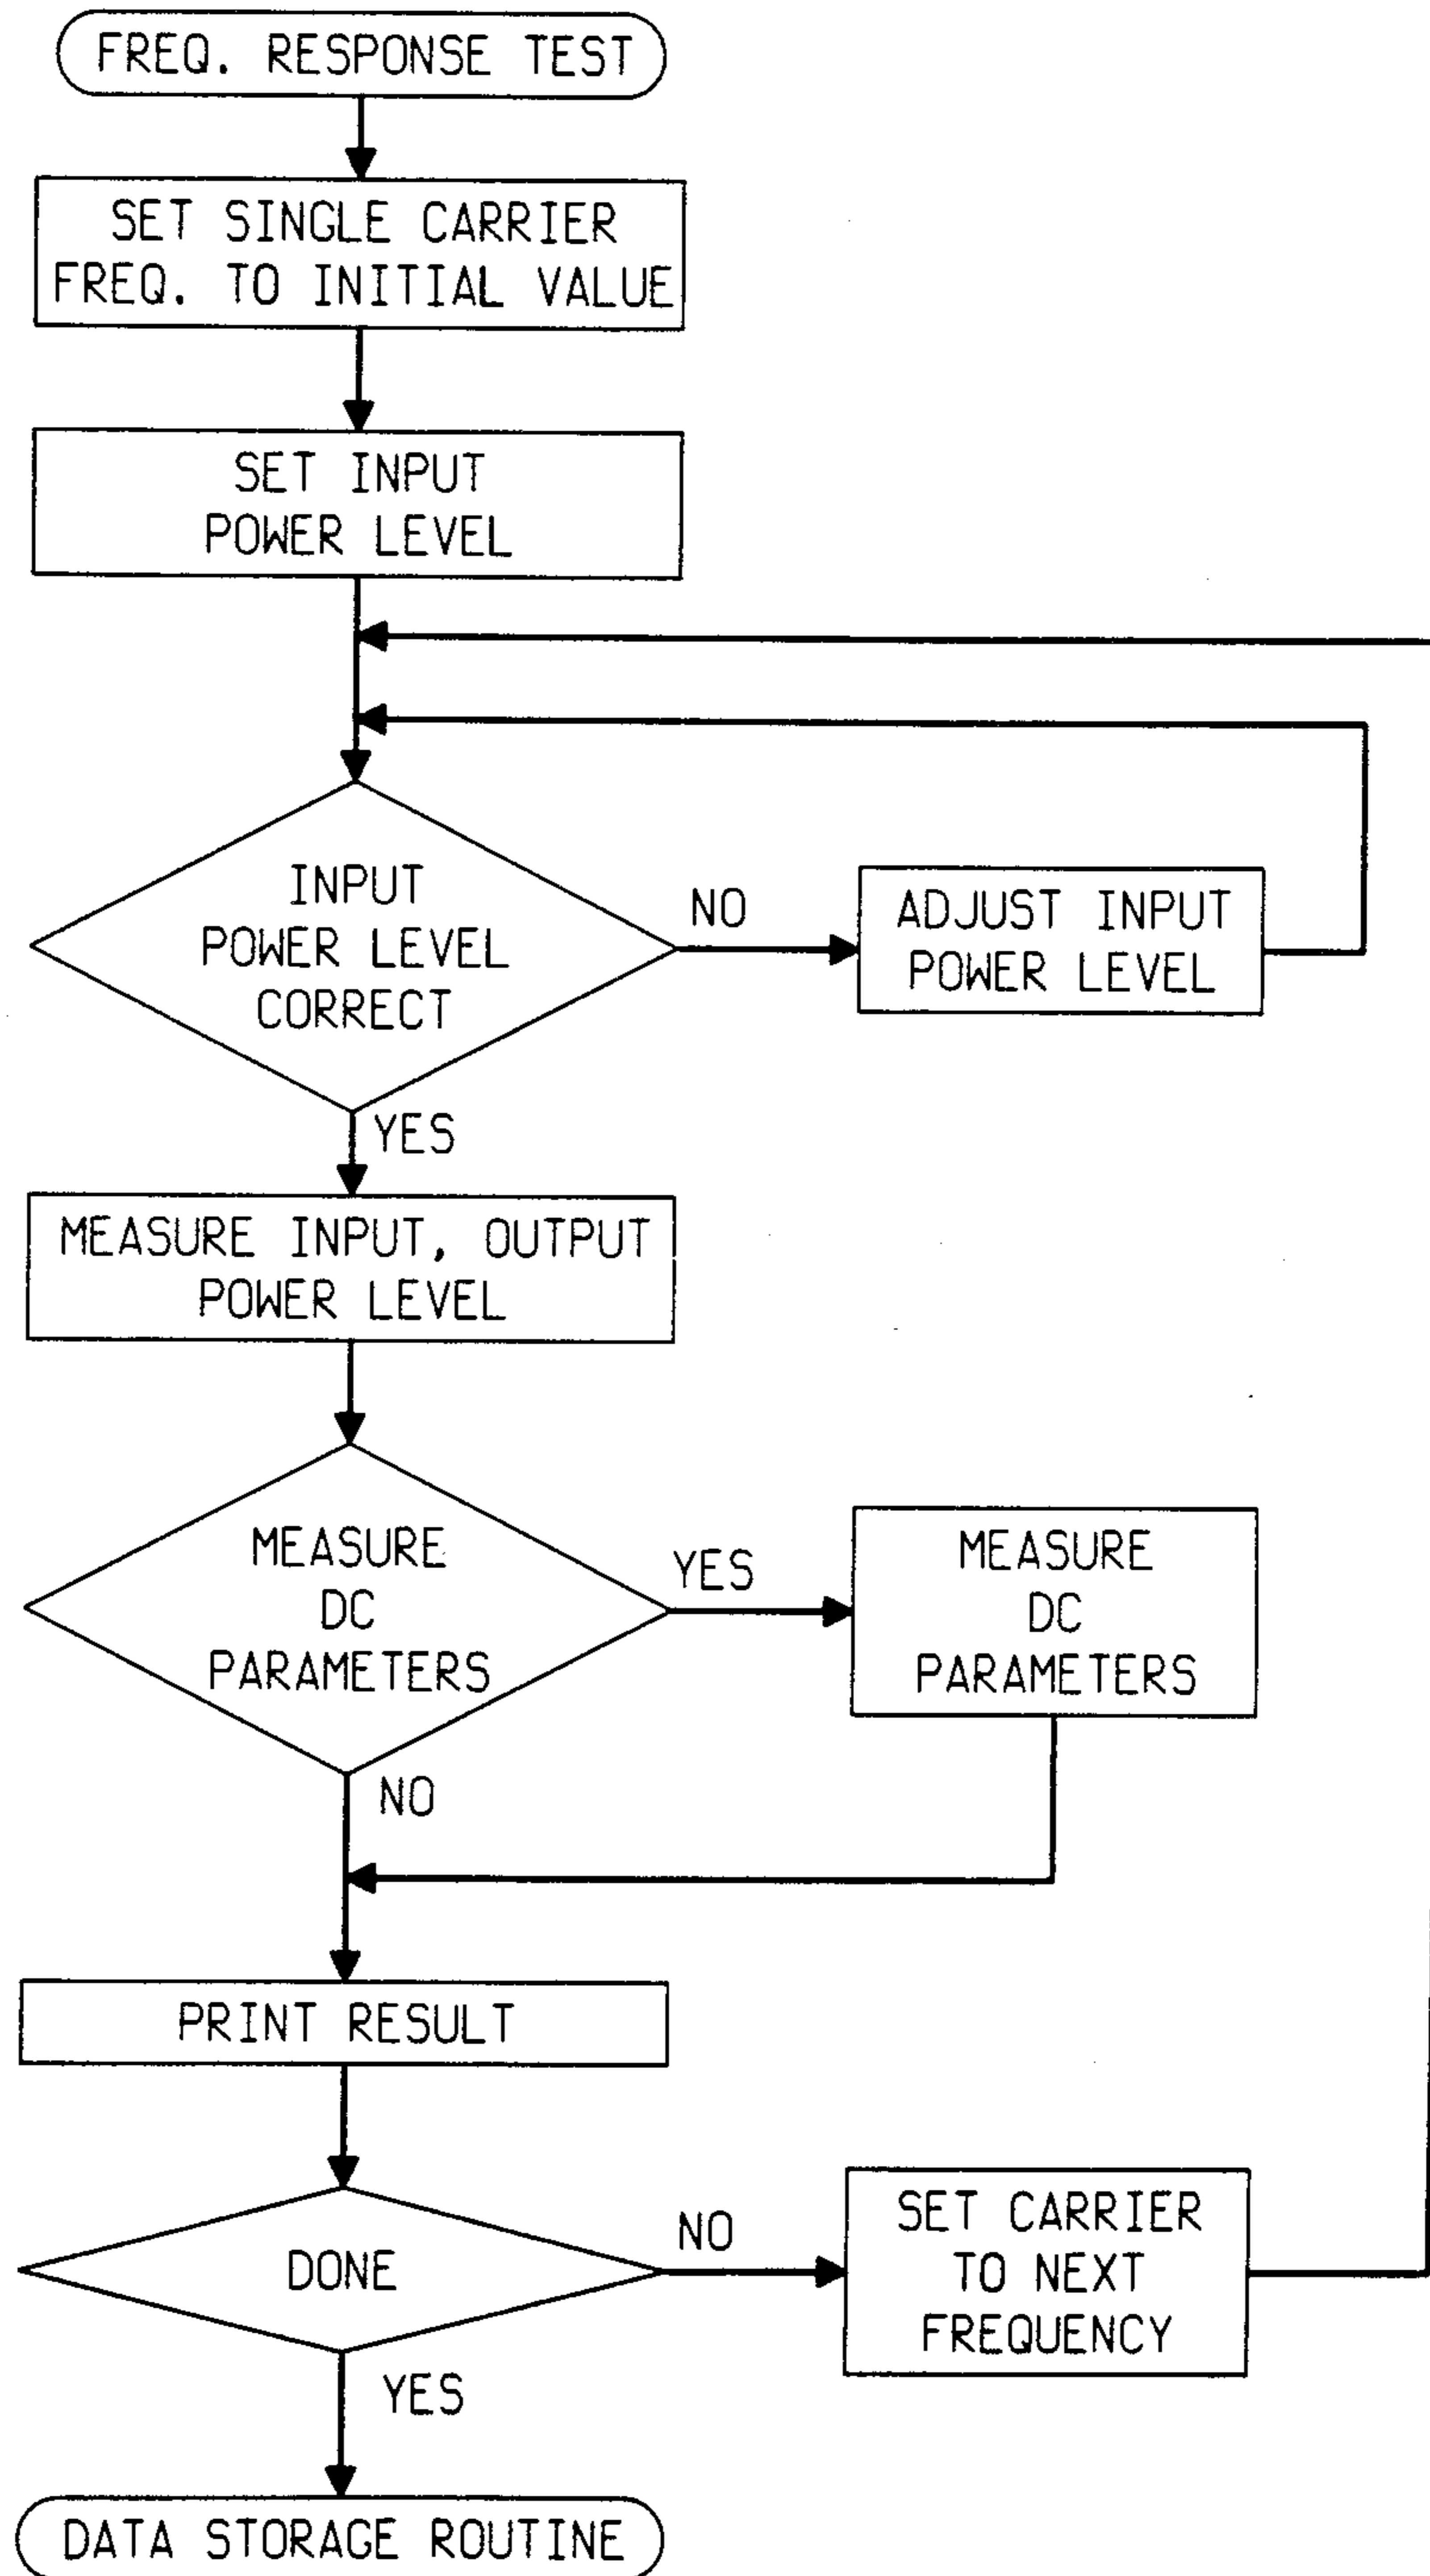 FREQ. RESPONSE TEST
SET SINGLE CARRIER
FREQ. TO INITIAL VALUE
SET INPUT
POWER LEVEL
INPUT
POWER LEVEL
CORRECT
NO
ADJUST INPUT
POWER LEVEL
YES
MEASURE INPUT, OUTPUT
POWER LEVEL
MEASURE
DC
PARAMETERS
YES
MEASURE
DC
PARAMETERS
NO
PRINT RESULT
DONE
NO
SET CARRIER
TO NEXT
FREQUENCY
YES
DATA STORAGE ROUTINE